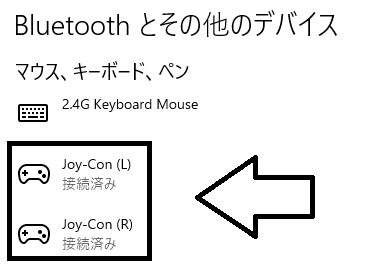 Bluetooth とその他のデバイス
マウス、キーボード、ペン
2.4G Keyboard Mouse
Joy-Con (L)
接続済み
Joy-Con (R)
接続済み